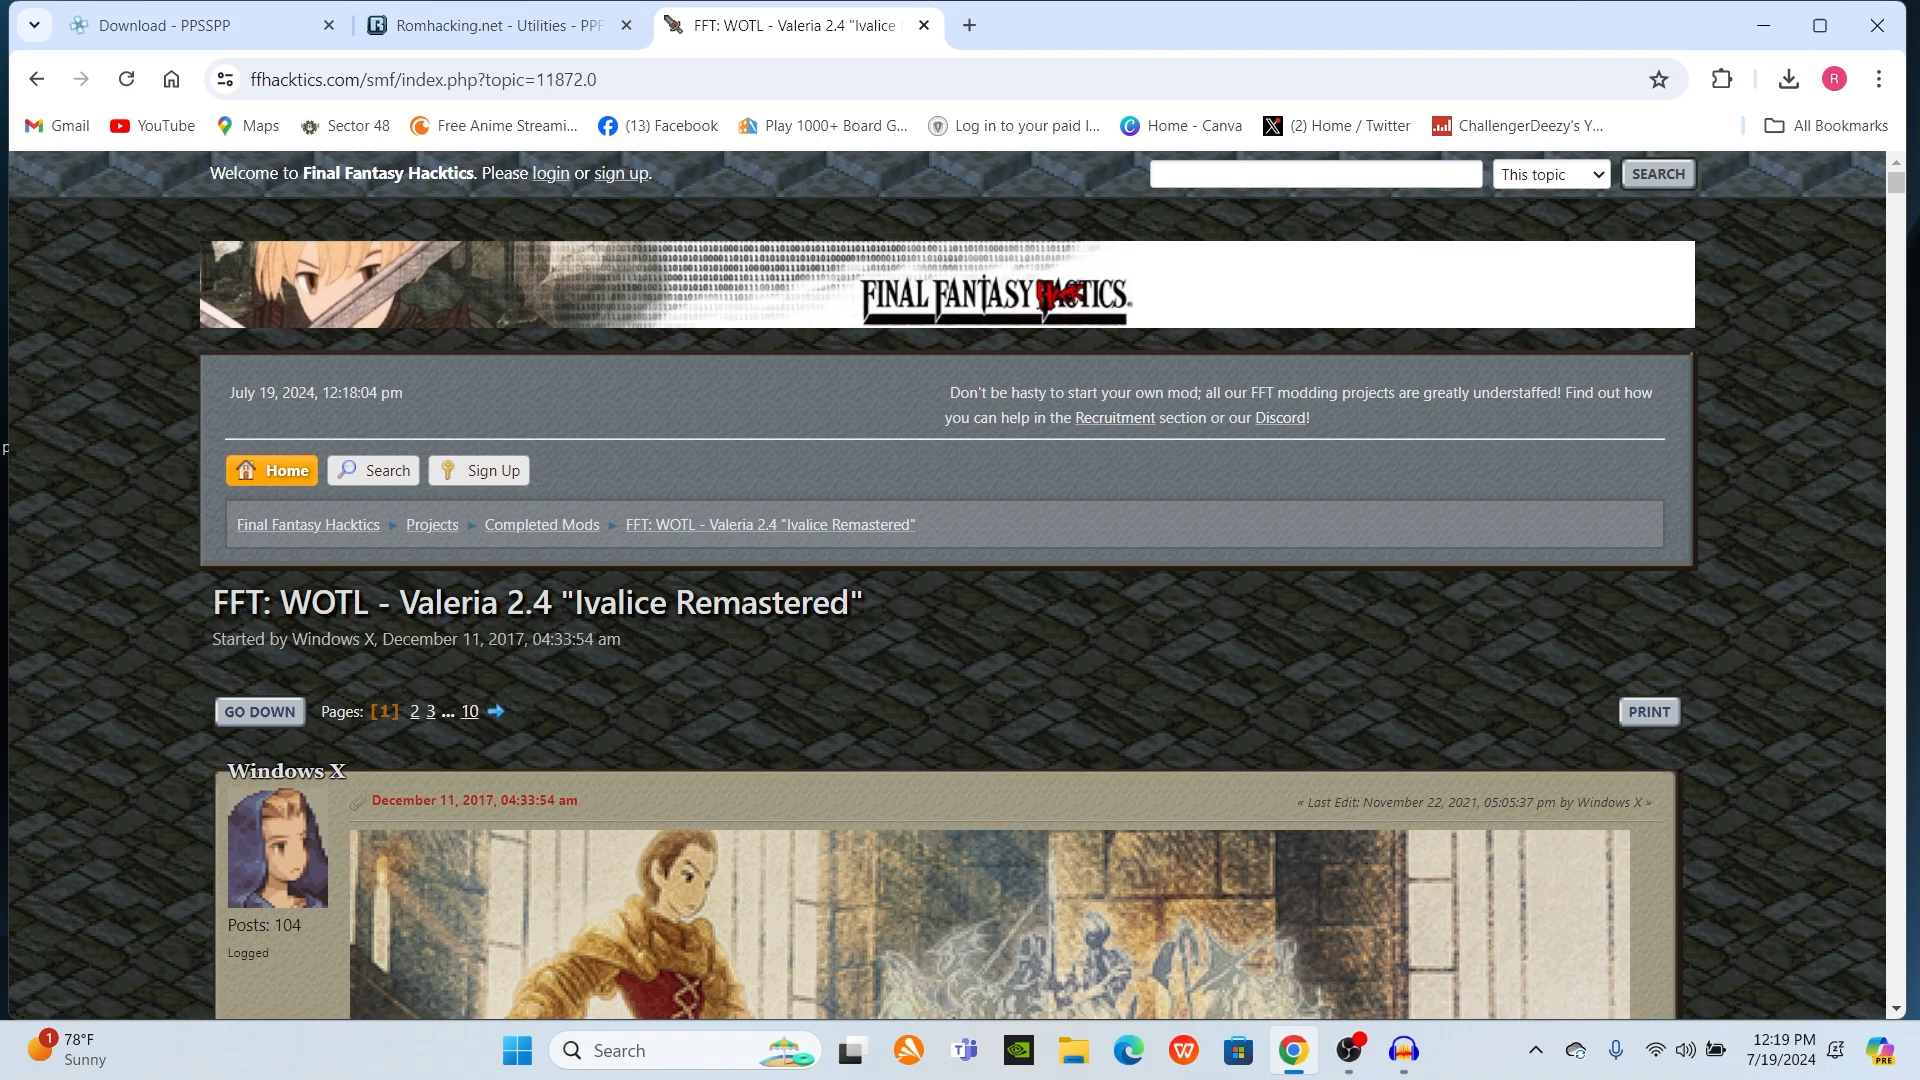 Download - PPSSPP
Romhacking.net - Utilities - PPF
FFT: WOTL - Valeria 2.4 "Ivalice
ffhacktics.com/smf/index.php?topic=11872.0
R
Gmail
YouTube
Maps
Sector 48
Free Anime Streami...
(13) Facebook
Play 1000+ Board G...
Log in to your paid I...
Home - Canva
(2) Home / Twitter
ChallengerDeezy's Y...
All Bookmarks
Welcome to Final Fantasy Hacktics. Please login or sign up.
This topic
SEARCH
FINAL FANTASY HACKTICS
July 19, 2024, 12:18:04 pm
Don't be hasty to start your own mod; all our FFT modding projects are greatly understaffed! Find out how
you can help in the Recruitment section or our Discord!
Home
Search
Sign Up
Final Fantasy Hacktics ► Projects ► Completed Mods ► FFT: WOTL - Valeria 2.4 "Ivalice Remastered"
FFT: WOTL - Valeria 2.4 "Ivalice Remastered"
Started by Windows X, December 11, 2017, 04:33:54 am
GO DOWN
Pages: [1] 2 3 ... 10
PRINT
Windows X
December 11, 2017, 04:33:54 am
« Last Edit: November 22, 2021, 05:05:37 pm by Windows X »
Posts: 104
Logged
1
78°F
Sunny
Search
12:19 PM
7/19/2024
PRE